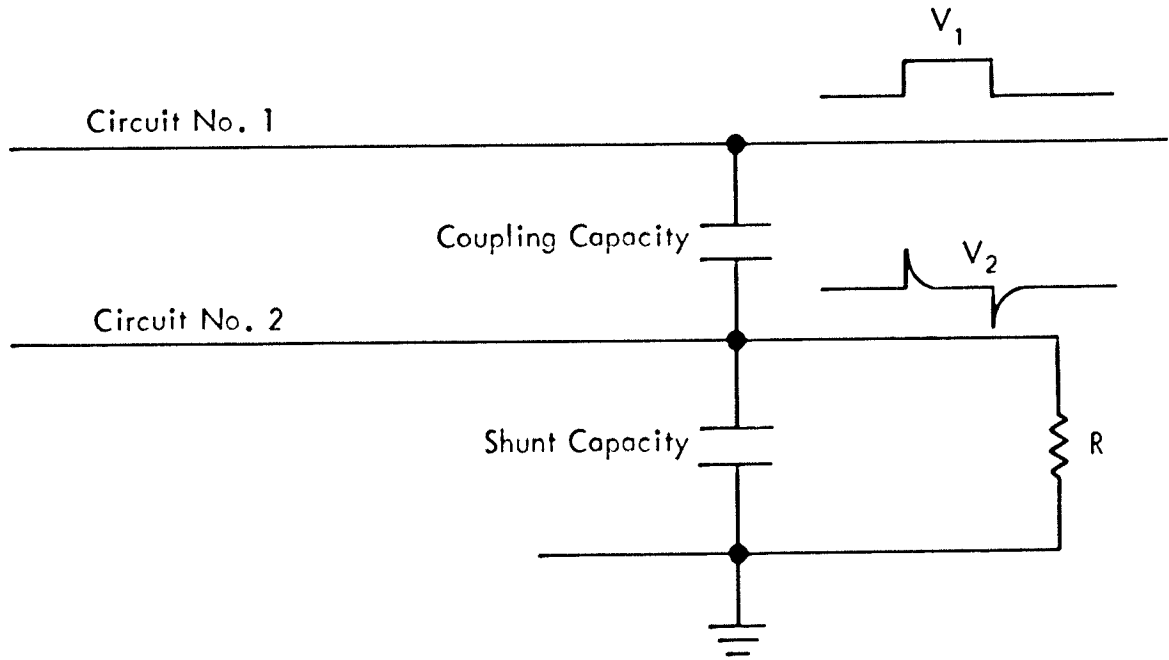 V1
Circuit No. 1
Coupling Capacity
V2
Circuit No. 2
Shunt Capacity
R